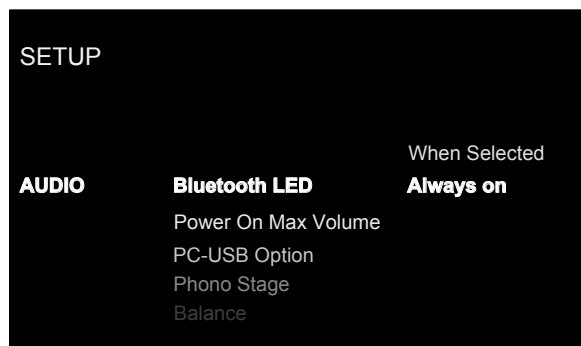 SETUP
When Selected
AUDIO Bluetooth LED Always on
Power On Max Volume
PC-USB Option
Phono Stage
Balance